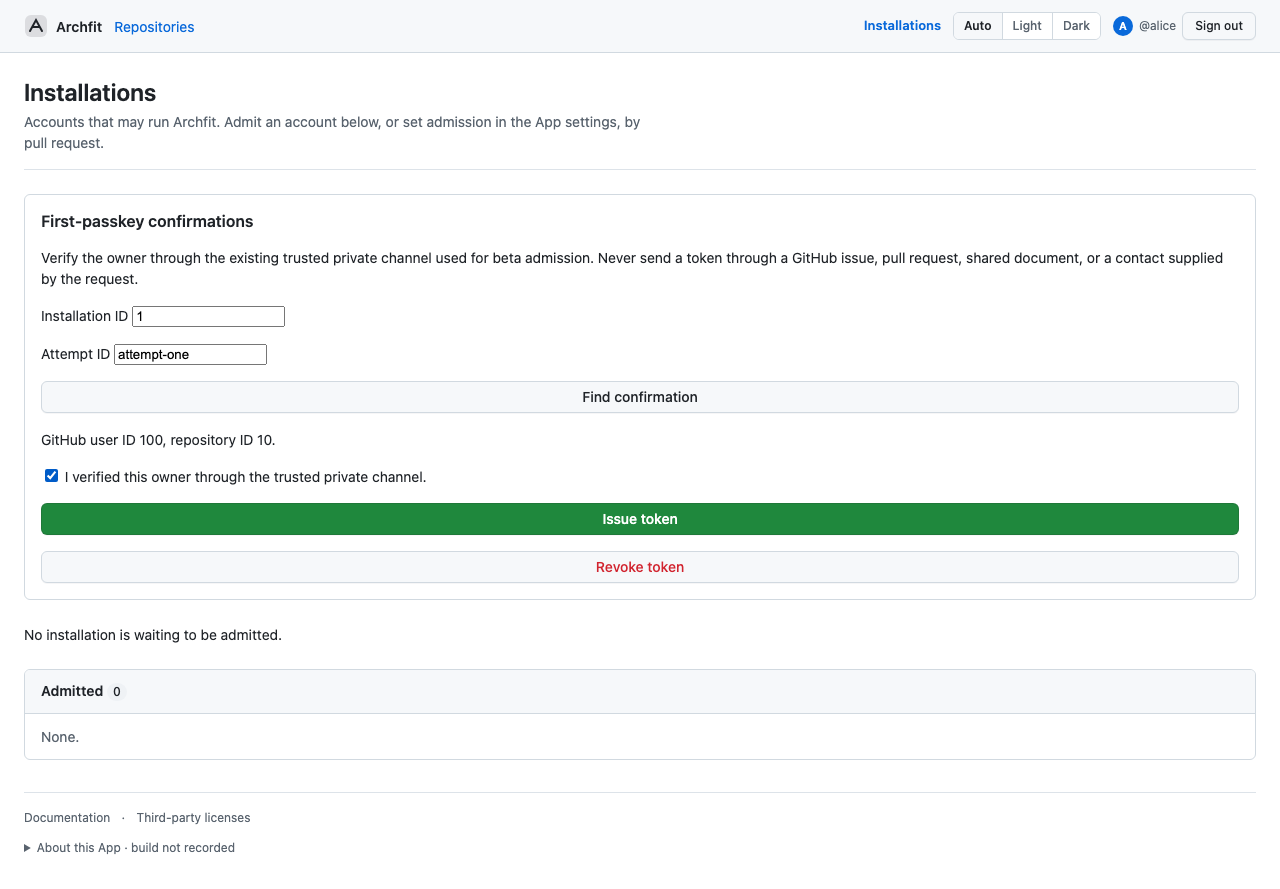 Archfit Repositories Installations Auto Light Dark A @alice Sign out
Installations
Accounts that may run Archfit. Admit an account below, or set admission in the App settings, by
pull request.
First-passkey confirmations
Verify the owner through the existing trusted private channel used for beta admission. Never send a token through a GitHub issue, pull request, shared document, or a contact supplied
by the request.
Installation ID 1
Attempt ID attempt-one
Find confirmation
GitHub user ID 100, repository ID 10.
I verified this owner through the trusted private channel.
Issue token
Revoke token
No installation is waiting to be admitted.
Admitted 0
None.
Documentation · Third-party licenses
About this App · build not recorded